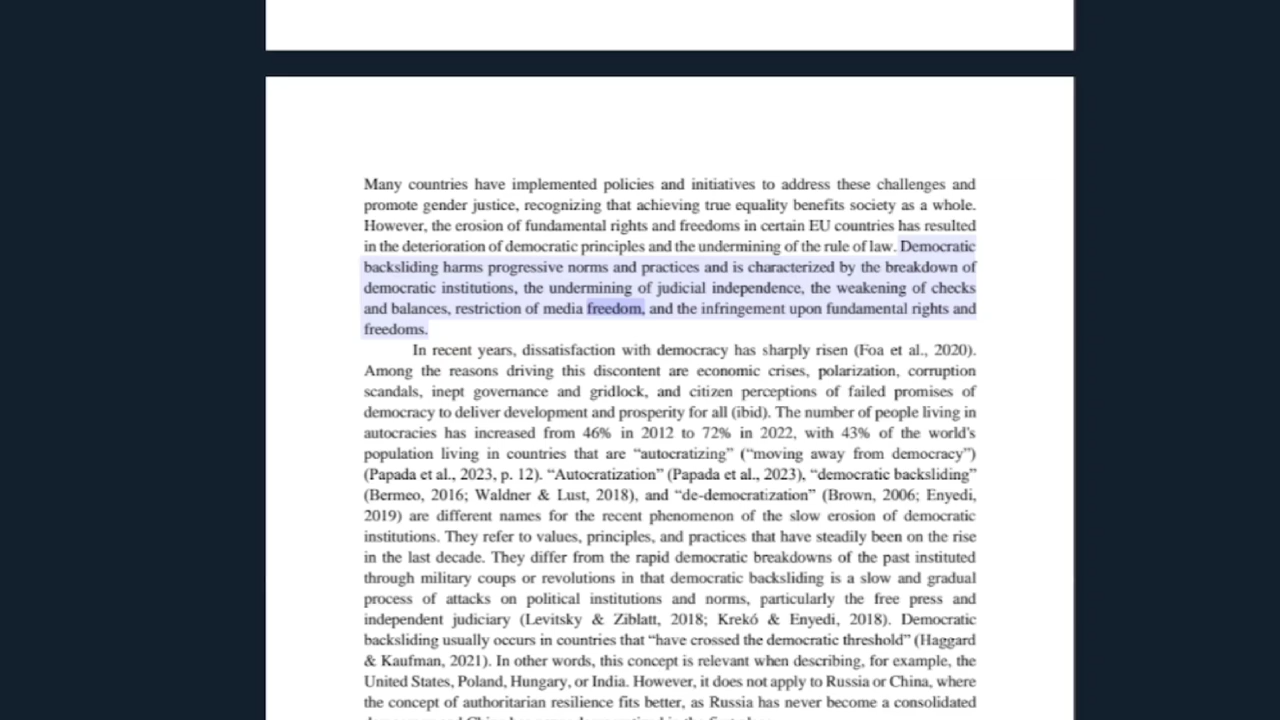 Many countries have implemented policies and initiatives to address these challenges and
promote gender justice, recognizing that achieving true equality benefits society as a whole.
However, the erosion of fundamental rights and freedoms in certain EU countries has resulted
in the deterioration of democratic principles and the undermining of the rule of law. Democratic
backsliding harms progressive norms and practices and is characterized by the breakdown of
democratic institutions, the undermining of judicial independence, the weakening of checks
and balances, restriction of media freedom, and the infringement upon fundamental rights and
freedoms.
In recent years, dissatisfaction with democracy has sharply risen (Foa et al., 2020).
Among the reasons driving this discontent are economic crises, polarization, corruption
scandals, inept governance and gridlock, and citizen perceptions of failed promises of
democracy to deliver development and prosperity for all (ibid). The number of people living in
autocracies has increased from 46% in 2012 to 72% in 2022, with 43% of the world's
population living in countries that are “autocratizing” (“moving away from democracy”)
(Papada et al., 2023, p. 12). “Autocratization” (Papada et al., 2023), “democratic backsliding”
(Bermeo, 2016; Waldner & Lust, 2018), and “de-democratization” (Brown, 2006; Enyedi,
2019) are different names for the recent phenomenon of the slow erosion of democratic
institutions. They refer to values, principles, and practices that have steadily been on the rise
in the last decade. They differ from the rapid democratic breakdowns of the past instituted
through military coups or revolutions in that democratic backsliding is a slow and gradual
process of attacks on political institutions and norms, particularly the free press and
independent judiciary (Levitsky & Ziblatt, 2018; Krekó & Enyedi, 2018). Democratic
backsliding usually occurs in countries that “have crossed the democratic threshold” (Haggard
& Kaufman, 2021). In other words, this concept is relevant when describing, for example, the
United States, Poland, Hungary, or India. However, it does not apply to Russia or China, where
the concept of authoritarian resilience fits better, as Russia has never become a consolidated